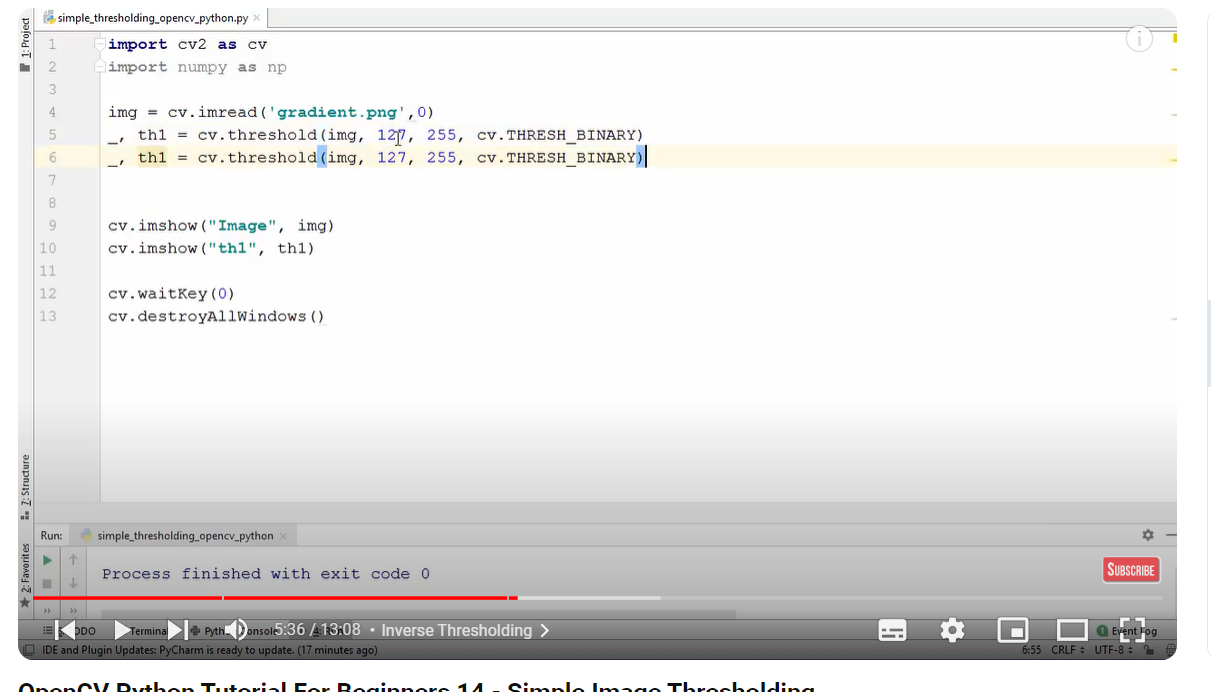 simple_thresholding_opencv_python.py ×
1: Project
1 import cv2 as cv
2 import numpy as np
3
4 img = cv.imread('gradient.png',0)
5 _, th1 = cv.threshold(img, 127, 255, cv.THRESH_BINARY)
6 _, th1 = cv.threshold(img, 127, 255, cv.THRESH_BINARY)
7
8
9 cv.imshow("Image", img)
10 cv.imshow("th1", th1)
11
12 cv.waitKey(0)
13 cv.destroyAllWindows()
Z: Structure
2: Favorites
Run: simple_thresholding_opencv_python ×
Process finished with exit code 0
SUBSCRIBE
5:36 / 13:08 • Inverse Thresholding
Event Log
IDE and Plugin Updates: PyCharm is ready to update. (17 minutes ago)
6:55 CRLF UTF-8
OpenCV Python Tutorial For Beginners 14 - Simple Image Thresholding